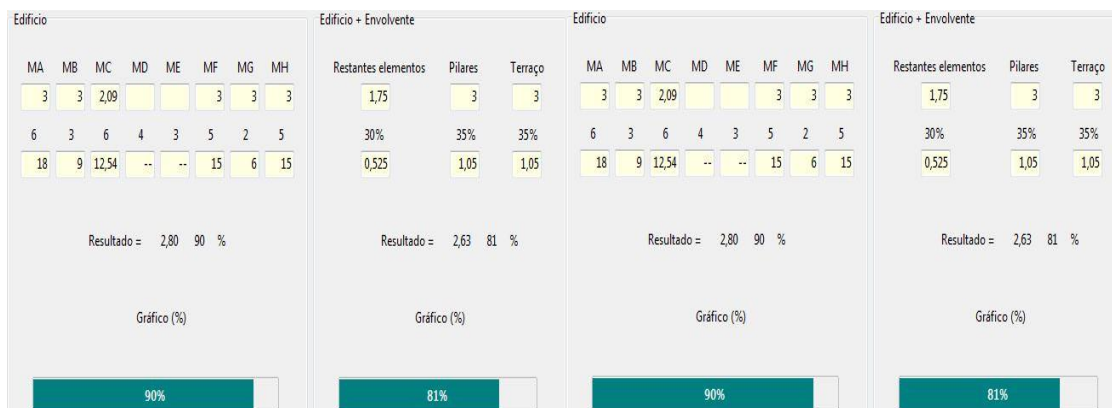 Edificio Edificio + Envolvente Edificio Edificio + Envolvente
MA MB MC MD ME MF MG MH Restantes elementos Pilares Terraço MA MB MC MD ME MF MG MH Restantes elementos Pilares Terraço
3 3 2,09 3 3 3 1,75 3 3 3 3 2,09 3 3 3 1,75 3 3
6 3 6 4 3 5 2 5 30% 35% 35% 6 3 6 4 3 5 2 5 30% 35% 35%
18 9 12,54 -- -- 15 6 15 0,525 1,05 1,05 18 9 12,54 -- -- 15 6 15 0,525 1,05 1,05
Resultado = 2,80 90 % Resultado = 2,63 81 % Resultado = 2,80 90 % Resultado = 2,63 81 %
Gráfico (%) Gráfico (%) Gráfico (%) Gráfico (%)
90% 81% 90% 81%